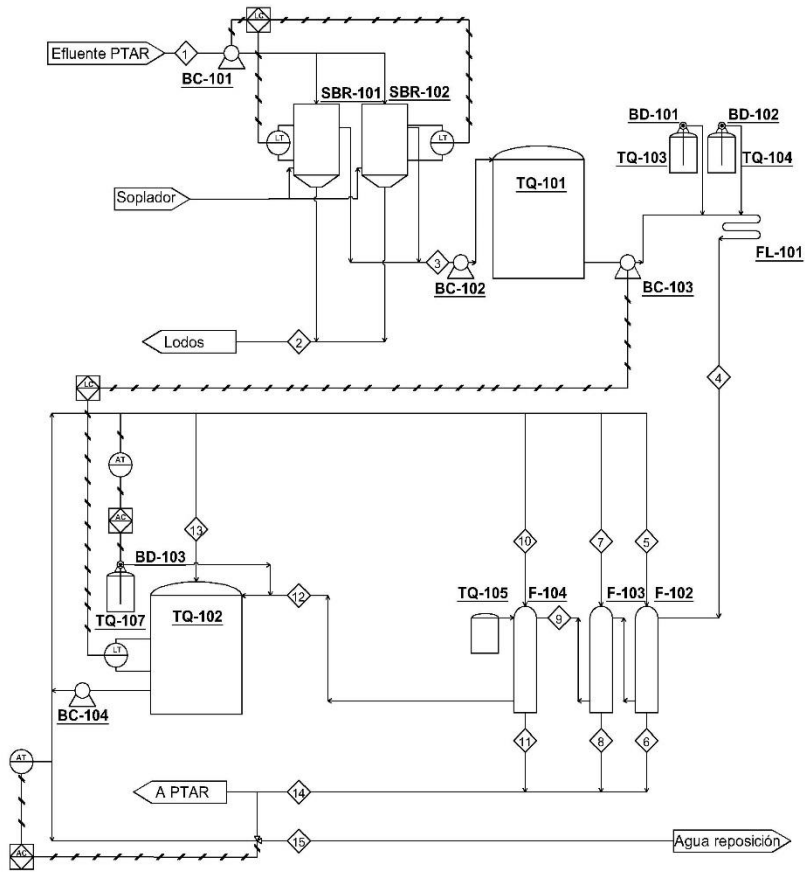 LC
Efluente PTAR
1
BC-101
SBR-101
SBR-102
LT
LT
BD-101
BD-102
TQ-103
TQ-104
TQ-101
Soplador
3
BC-102
BC-103
FL-101
Lodos
2
LC
4
AT
AC
13
10
7
5
BD-103
TQ-107
TQ-102
12
TQ-105
F-104
9
F-103
F-102
LT
BC-104
11
8
6
AT
A PTAR
14
15
Agua reposición
AC